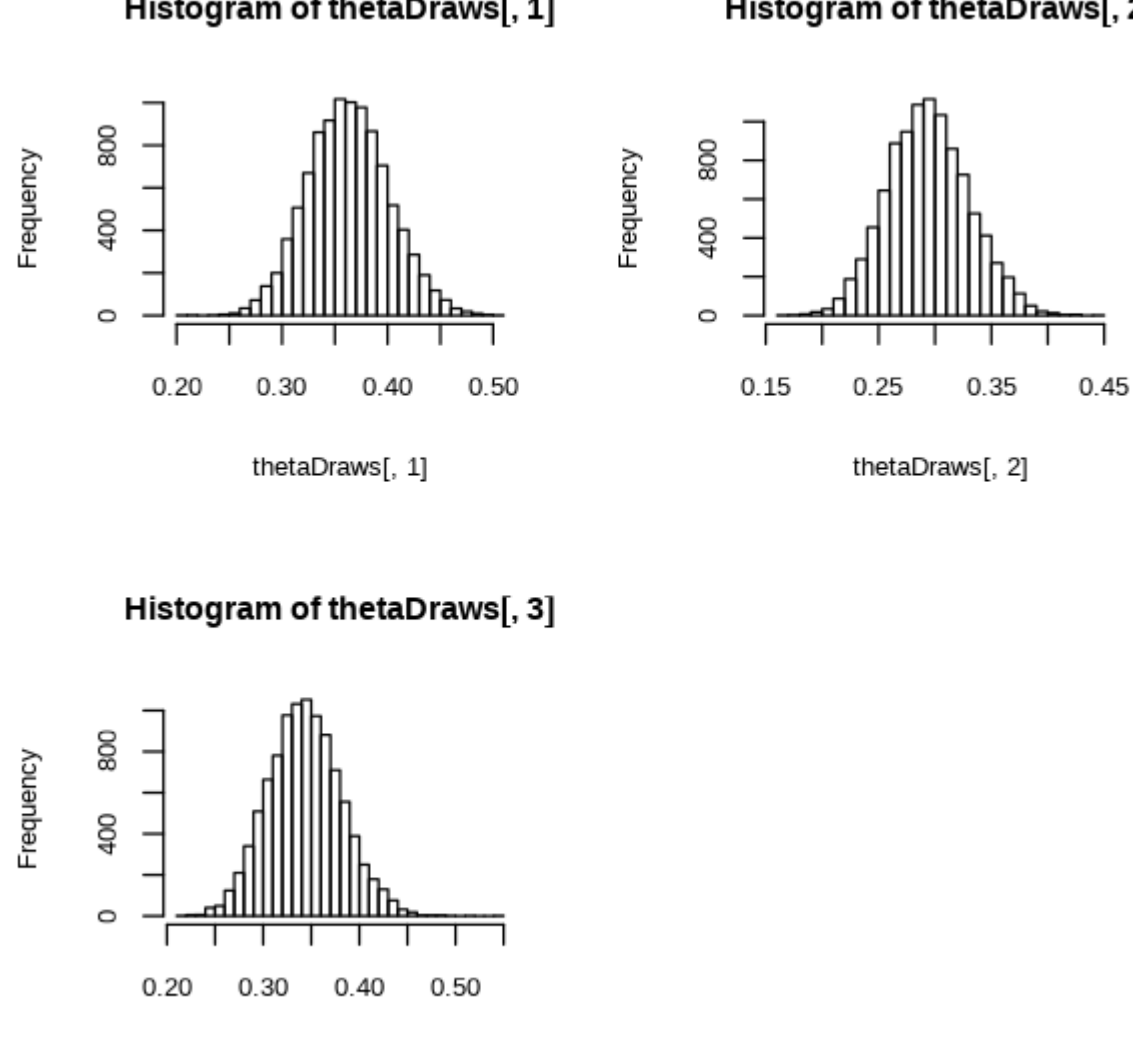 Histogram of thetaDraws[, 1]
Frequency
0 400 800
0.20 0.30 0.40 0.50
thetaDraws[, 1]
Histogram of thetaDraws[, 2
Frequency
0 400 800
0.15 0.25 0.35 0.45
thetaDraws[, 2]
Histogram of thetaDraws[, 3]
Frequency
0 400 800
0.20 0.30 0.40 0.50